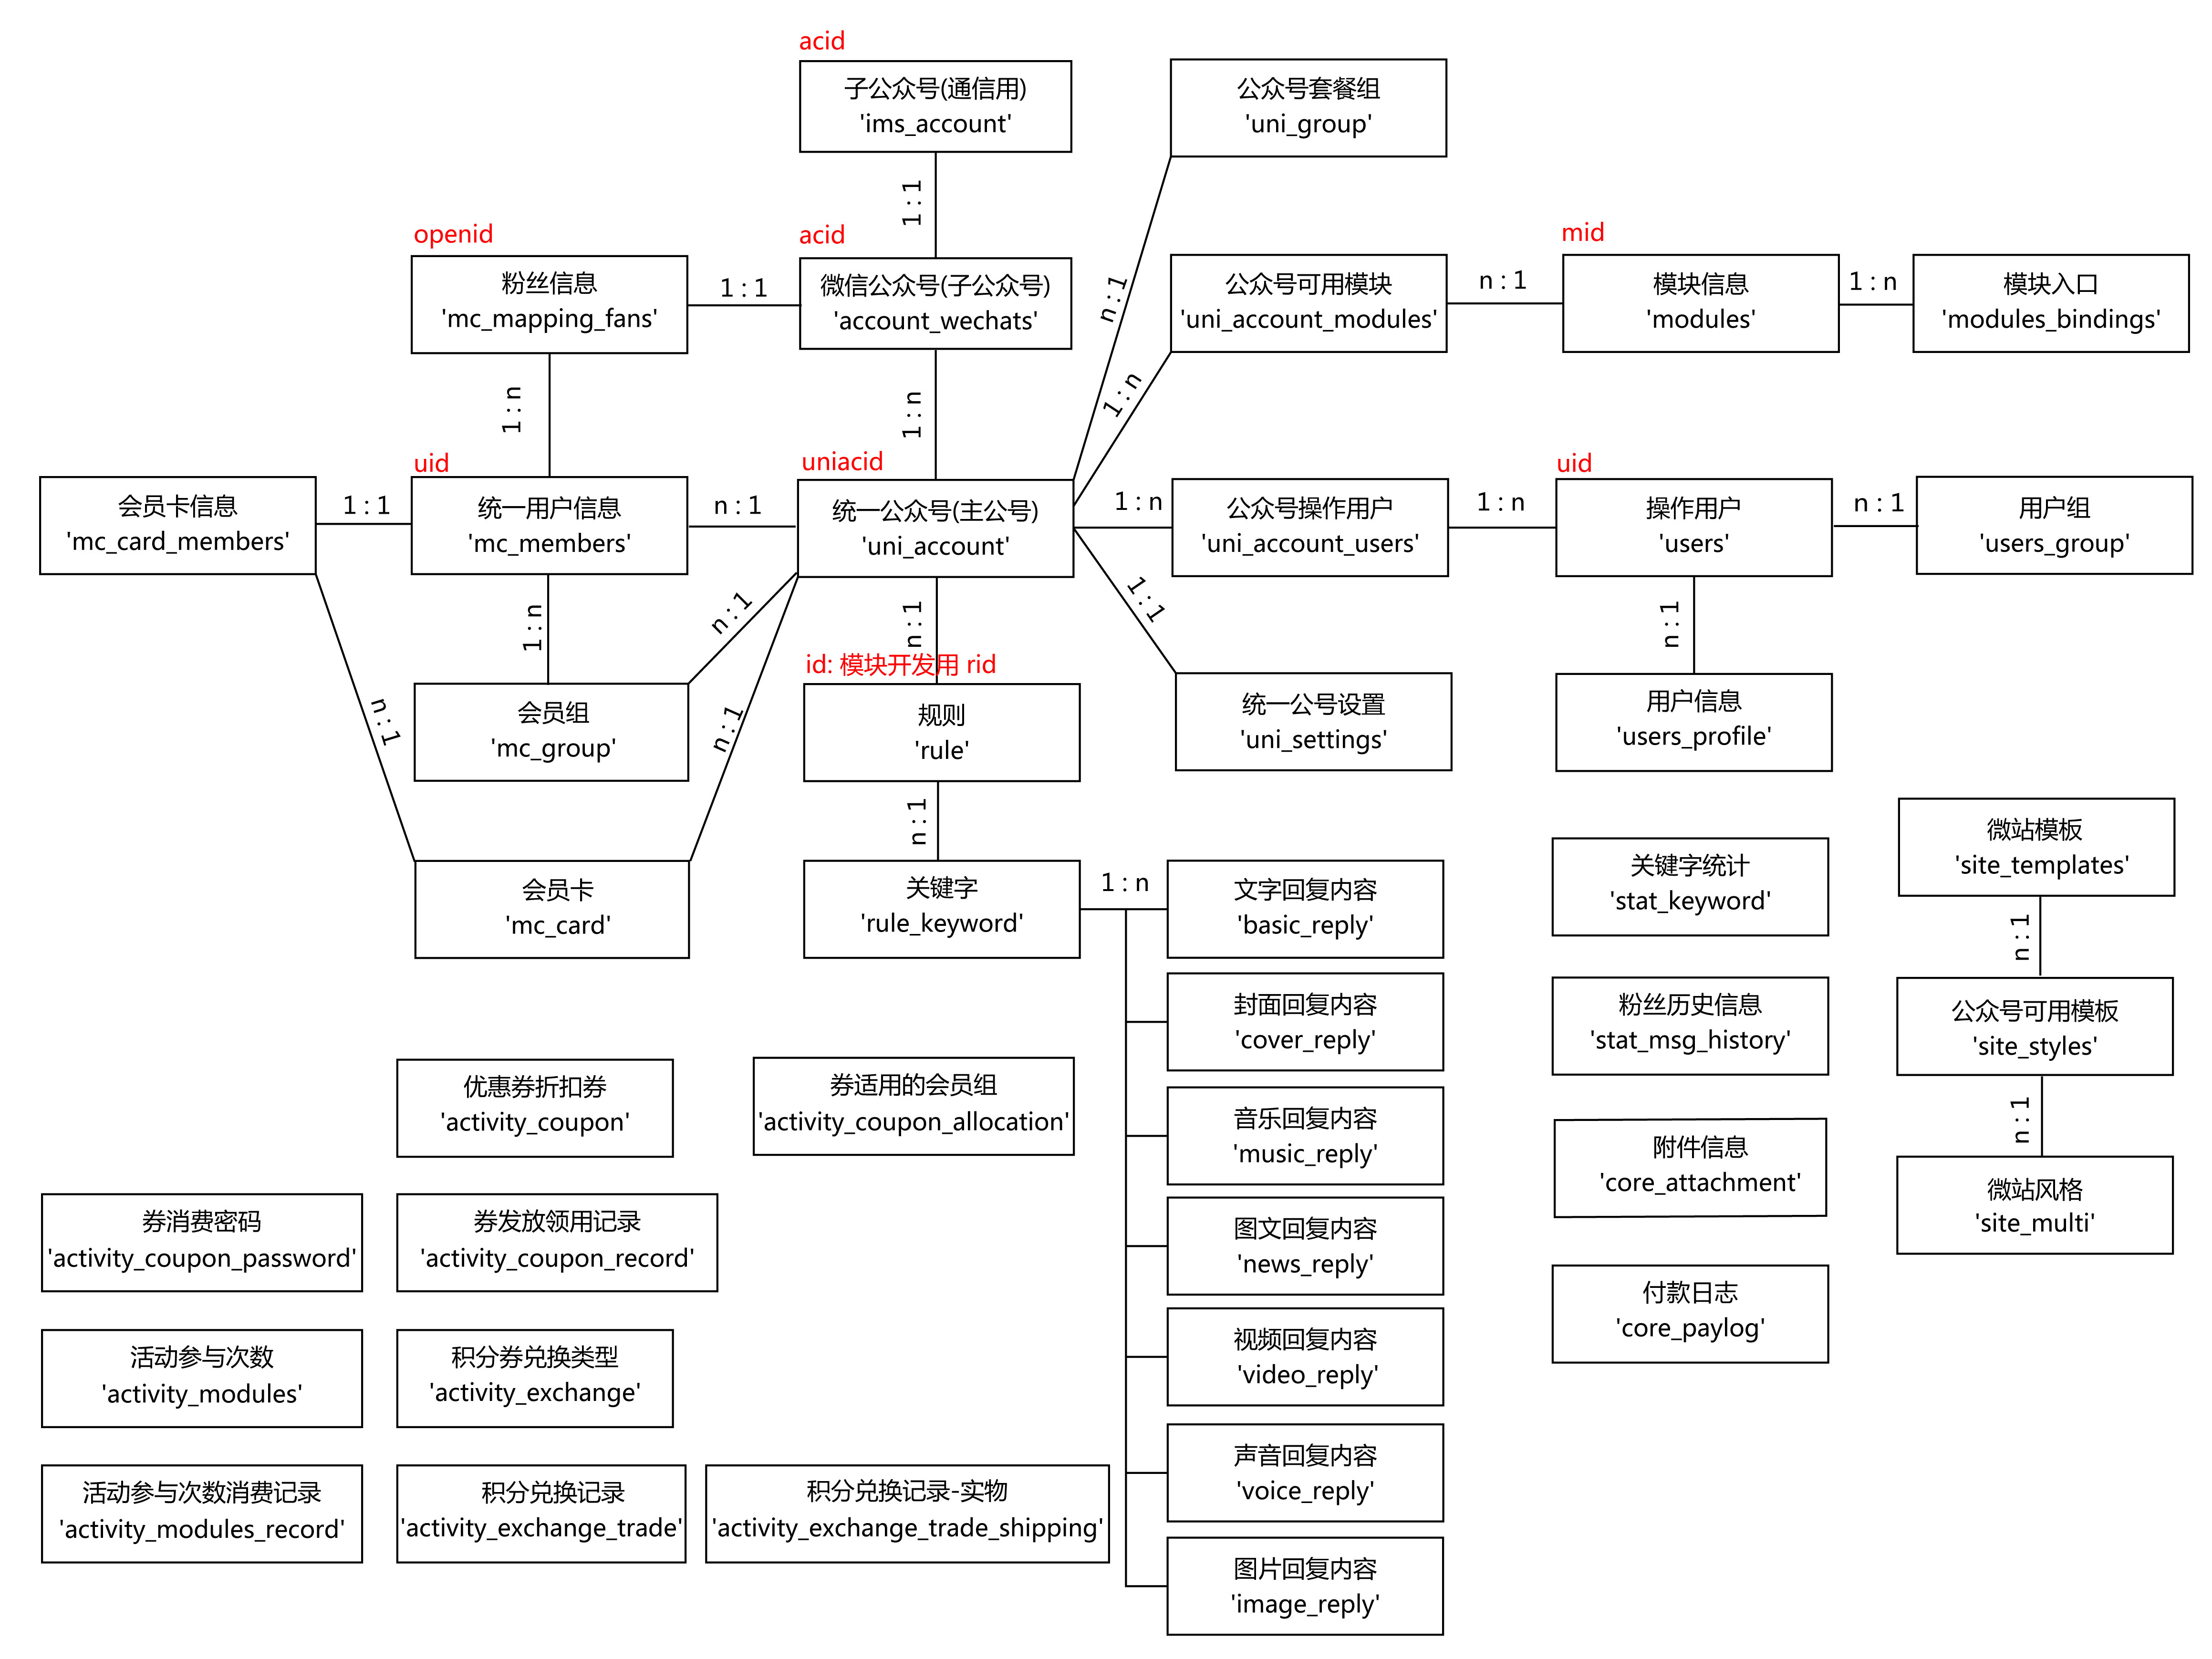 acid
子公众号(通信用)
'ims_account'
公众号套餐组
'uni_group'
1 : 1
openid
acid
mid
粉丝信息
'mc_mapping_fans'
1 : 1
微信公众号(子公众号)
'account_wechats'
n : 1
公众号可用模块
'uni_account_modules'
n : 1
模块信息
'modules'
1 : n
模块入口
'modules_bindings'
1 : n
1 : n
1 : n
uid
uniacid
uid
会员卡信息
'mc_card_members'
1 : 1
统一用户信息
'mc_members'
n : 1
统一公众号(主公号)
'uni_account'
1 : n
公众号操作用户
'uni_account_users'
1 : n
操作用户
'users'
n : 1
用户组
'users_group'
1 : n
n : 1
n : 1
1 : 1
n : 1
id: 模块开发用 rid
n : 1
n : 1
会员组
'mc_group'
规则
'rule'
统一公号设置
'uni_settings'
用户信息
'users_profile'
n : 1
会员卡
'mc_card'
关键字
'rule_keyword'
1 : n
文字回复内容
'basic_reply'
关键字统计
'stat_keyword'
微站模板
'site_templates'
n : 1
封面回复内容
'cover_reply'
粉丝历史信息
'stat_msg_history'
公众号可用模板
'site_styles'
优惠券折扣券
'activity_coupon'
券适用的会员组
'activity_coupon_allocation'
音乐回复内容
'music_reply'
附件信息
'core_attachment'
n : 1
微站风格
'site_multi'
券消费密码
'activity_coupon_password'
券发放领用记录
'activity_coupon_record'
图文回复内容
'news_reply'
付款日志
'core_paylog'
活动参与次数
'activity_modules'
积分券兑换类型
'activity_exchange'
视频回复内容
'video_reply'
活动参与次数消费记录
'activity_modules_record'
积分兑换记录
'activity_exchange_trade'
积分兑换记录-实物
'activity_exchange_trade_shipping'
声音回复内容
'voice_reply'
图片回复内容
'image_reply'